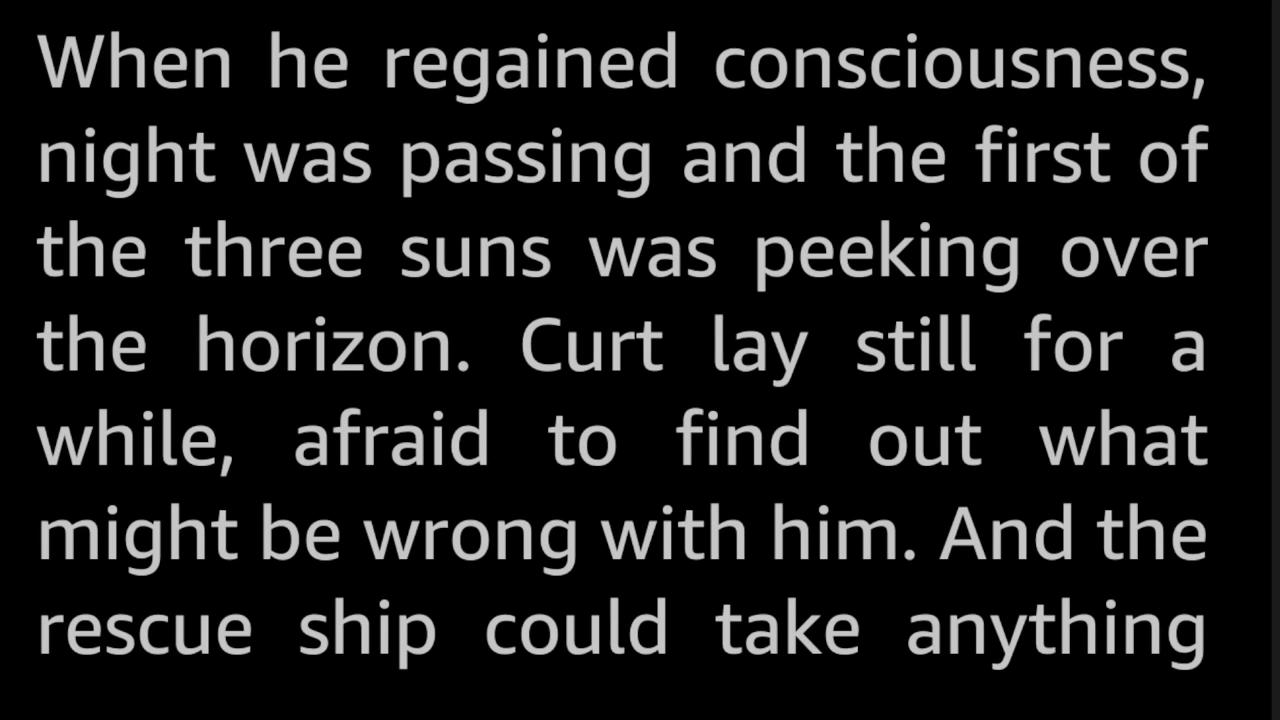 When he regained consciousness,
night was passing and the first of
the three suns was peeking over
the horizon. Curt lay still for a
while, afraid to find out what
might be wrong with him. And the
rescue ship could take anything